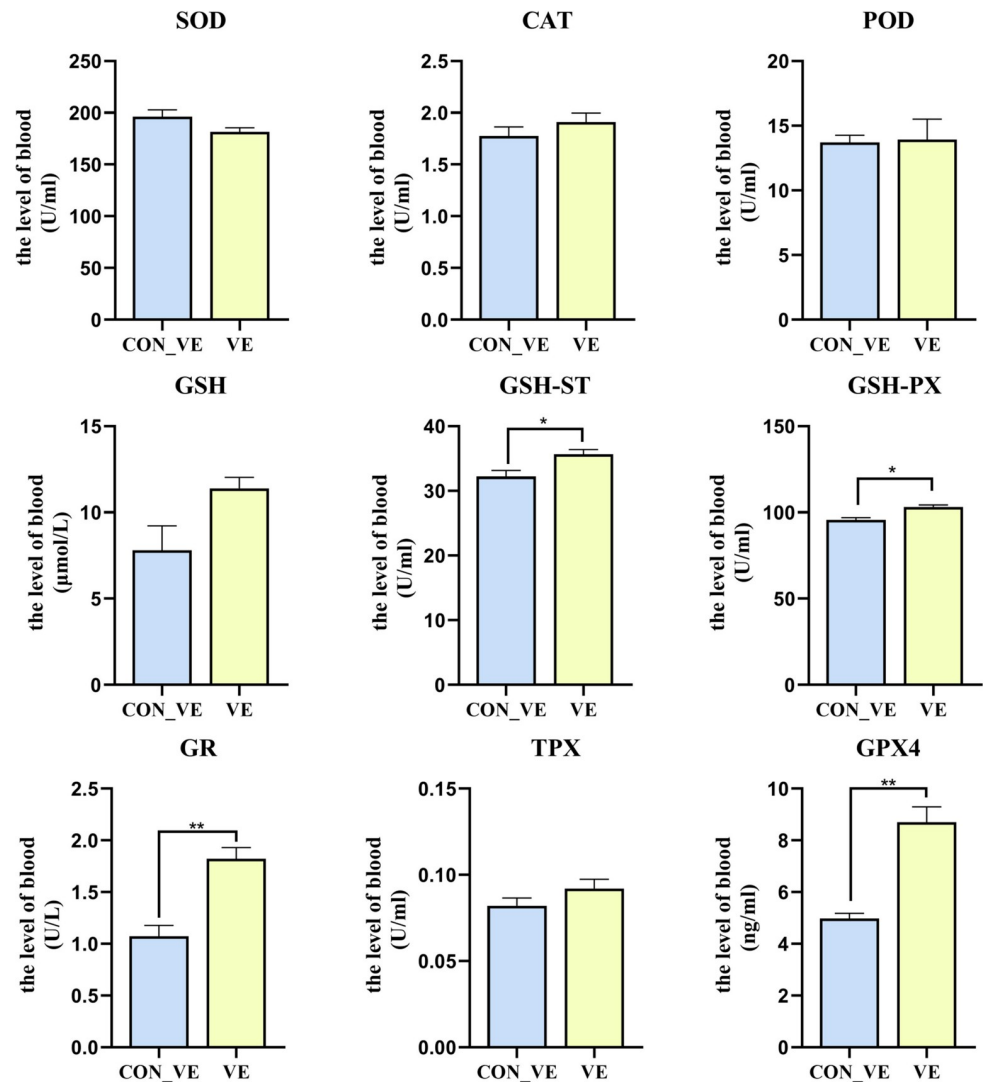 SOD
CAT
POD
the level of blood
(U/ml)
250
200
150
100
50
0
CON_VE VE
the level of blood
(U/ml)
2.5
2.0
1.5
1.0
0.5
0.0
CON_VE VE
the level of blood
(U/ml)
20
15
10
5
0
CON_VE VE
GSH
GSH-ST
GSH-PX
the level of blood
(μmol/L)
15
10
5
0
CON_VE VE
the level of blood
(U/ml)
40
30
20
10
0
*
CON_VE VE
the level of blood
(U/ml)
150
100
50
0
*
CON_VE VE
GR
TPX
GPX4
the level of blood
(U/L)
2.5
2.0
1.5
1.0
0.5
0.0
**
CON_VE VE
the level of blood
(U/ml)
0.15
0.10
0.05
0.00
CON_VE VE
the level of blood
(ng/ml)
10
8
6
4
2
0
**
CON_VE VE